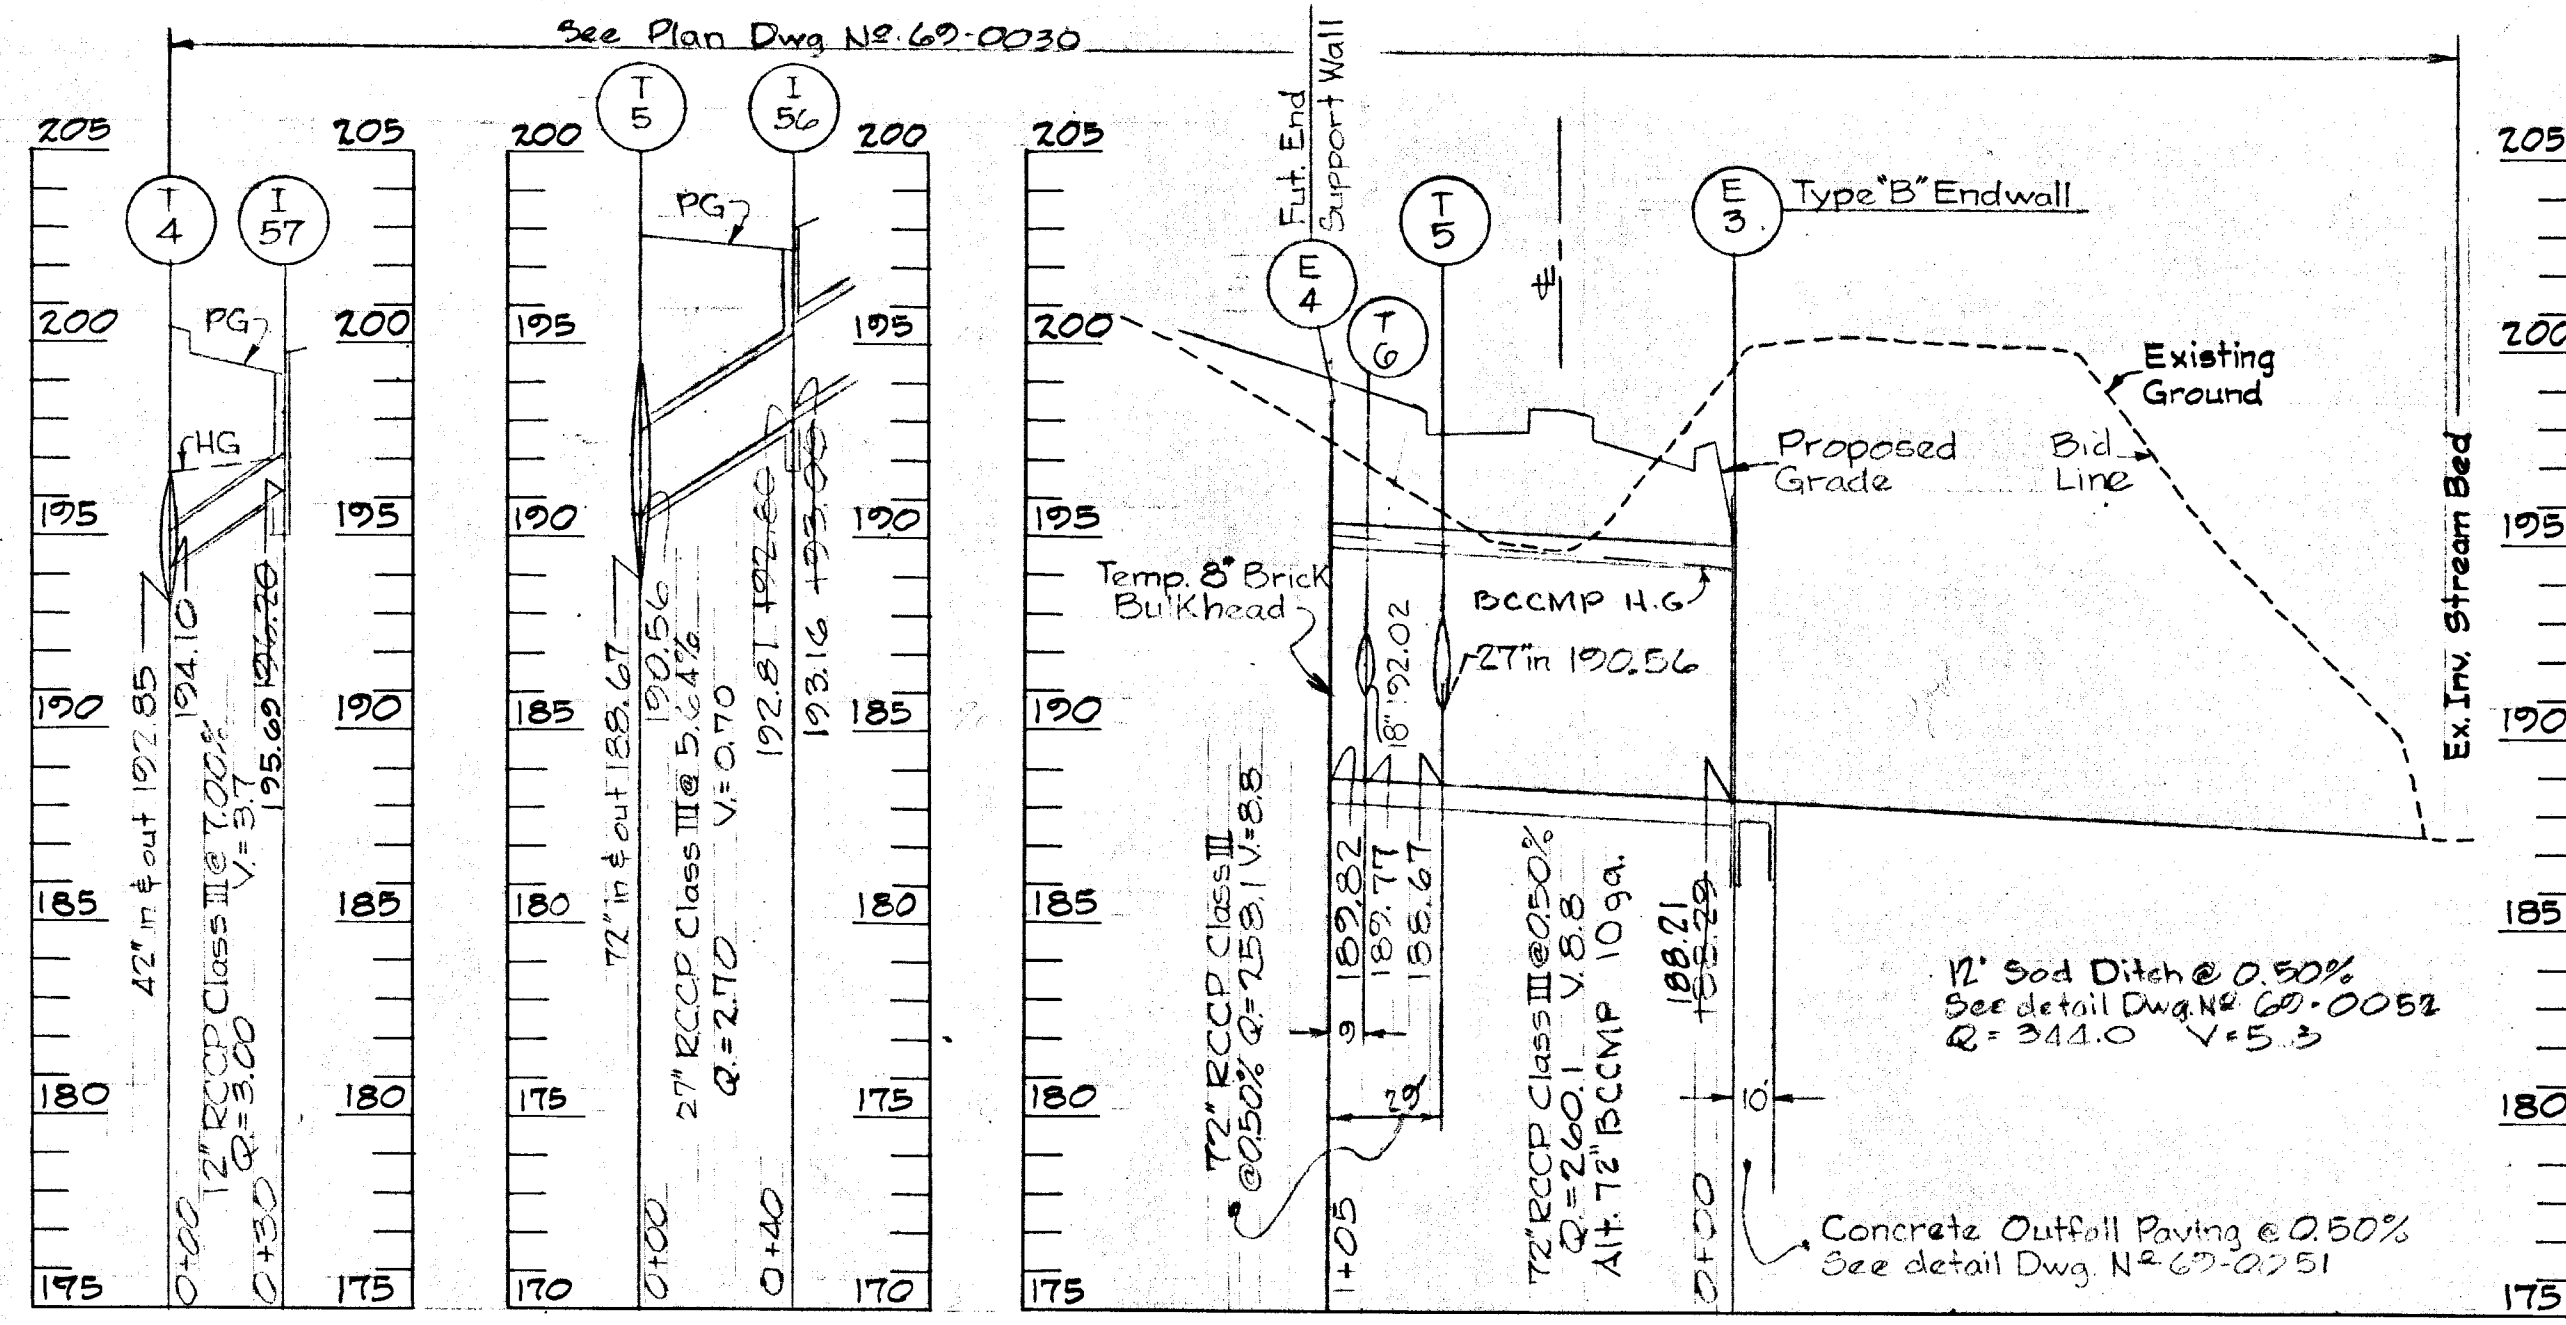 See Plan Dwg Nº. 69-0030
T
4
I
57
205
200
195
190
185
180
175
205
200
195
190
185
180
175
PG
HG
42" in & out 192.85
194.10
12" RCCP Class III @ 7.00%
Q.=3.00 V.=3.7
195.69 196.20
0+00
0+30
T
5
I
56
200
195
190
185
180
175
170
200
195
190
185
180
175
170
PG
72" in & out 188.67
190.56
27" RCCP Class III @ 5.64%
Q.=2.70 V.=0.70
192.81 192.80
193.16 193.00
0+00
0+40
205
200
195
190
185
180
175
Fut. End
Support Wall
E
4
T
6
T
5
E
3
Type "B" Endwall
Existing
Ground
Proposed
Grade
Bid
Line
Ex. Inv. Stream Bed
Temp. 8" Brick
Bulkhead
BCCMP H.G
18" 192.02
27" in 190.56
72" RCCP Class III
@0.50% Q.=258.1 V.=8.8
189.82
189.77
188.67
9
29
72" RCCP Class III @0.50%
Q.=260.1 V. 8.8
Alt. 72" BCCMP 10 ga.
188.21
188.29
10.
1+05
0+00
12' Sod Ditch @ 0.50%
See detail Dwg. Nº 69-0052
Q = 344.0 V=5.3
Concrete Outfall Paving @ 0.50%
See detail Dwg. Nº 69-0051
205
200
195
190
185
180
175